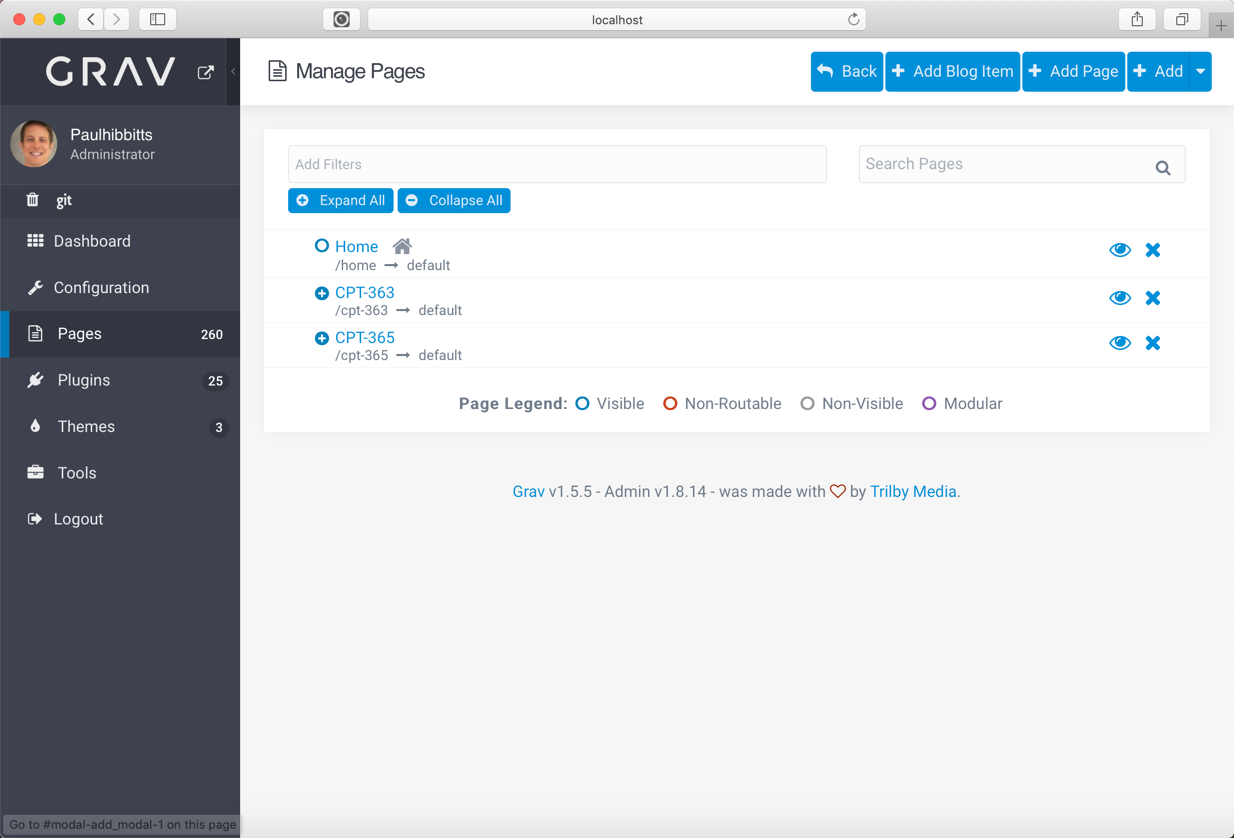 localhost
GRAV
Manage Pages
Back
Add Blog Item
Add Page
Add
Paulhibbitts
Administrator
git
Dashboard
Configuration
Pages 260
Plugins 25
Themes 3
Tools
Logout
Add Filters
Search Pages
Expand All
Collapse All
Home
/home → default
CPT-363
/cpt-363 → default
CPT-365
/cpt-365 → default
Page Legend: Visible Non-Routable Non-Visible Modular
Grav v1.5.5 - Admin v1.8.14 - was made with ♡ by Trilby Media.
Go to #modal-add_modal-1 on this page